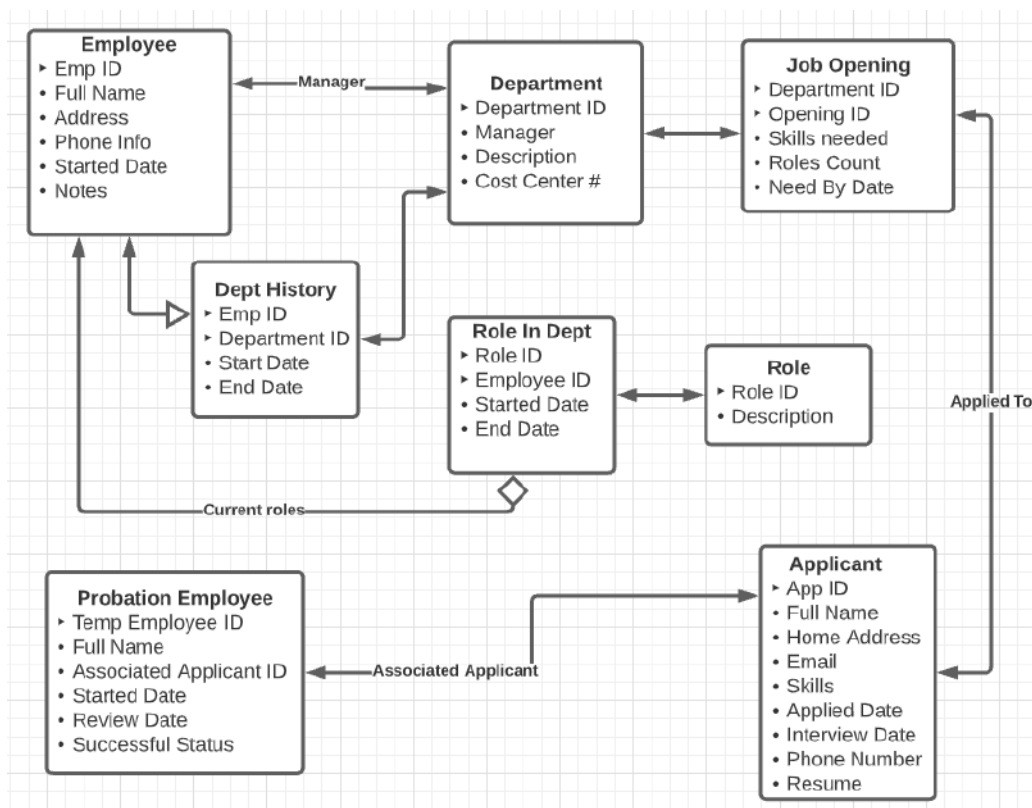 Employee
‣ Emp ID
• Full Name
• Address
• Phone Info
• Started Date
• Notes
Manager
Department
‣ Department ID
• Manager
• Description
• Cost Center #
Job Opening
‣ Department ID
‣ Opening ID
• Skills needed
• Roles Count
• Need By Date
Dept History
‣ Emp ID
‣ Department ID
• Start Date
• End Date
Role In Dept
‣ Role ID
‣ Employee ID
• Started Date
• End Date
Role
‣ Role ID
• Description
Applied To
Current roles
Probation Employee
‣ Temp Employee ID
• Full Name
• Associated Applicant ID
• Started Date
• Review Date
• Successful Status
Associated Applicant
Applicant
‣ App ID
• Full Name
• Home Address
• Email
• Skills
• Applied Date
• Interview Date
• Phone Number
• Resume